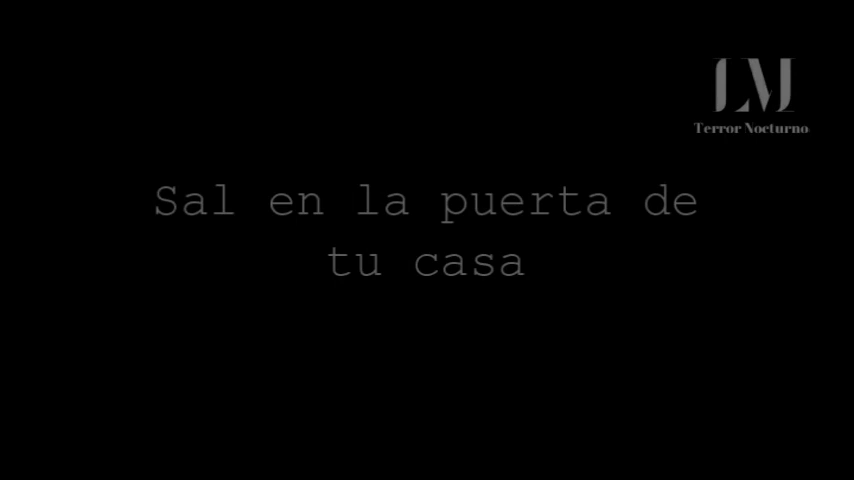 LM
Terror Nocturno
Sal en la puerta de
tu casa